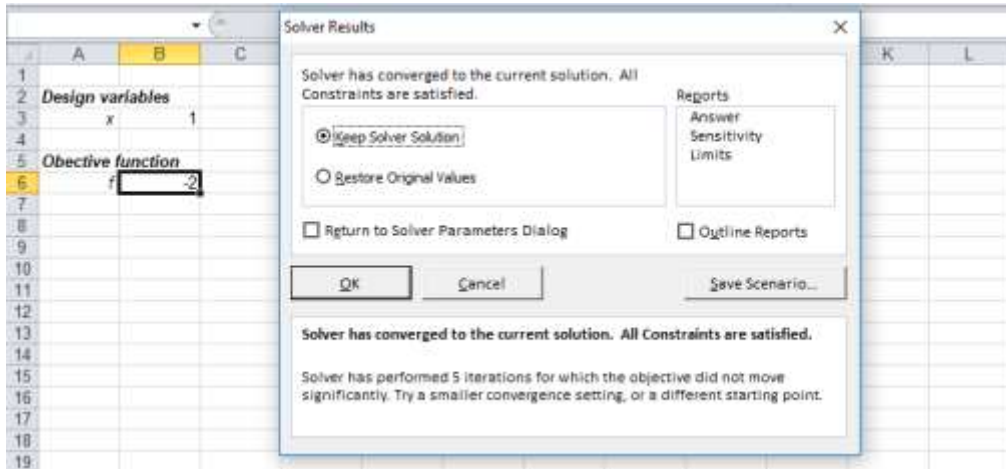 Solver Results
A B C K L
1
2 Design variables
3 x 1
4
5 Obective function
6 f -2
7
8
9
10
11
12
13
14
15
16
17
18
19
Solver has converged to the current solution. All
Constraints are satisfied.
Keep Solver Solution
Restore Original Values
Reports
Answer
Sensitivity
Limits
Return to Solver Parameters Dialog
Outline Reports
OK
Cancel
Save Scenario...
Solver has converged to the current solution. All Constraints are satisfied.
Solver has performed 5 iterations for which the objective did not move
significantly. Try a smaller convergence setting, or a different starting point.